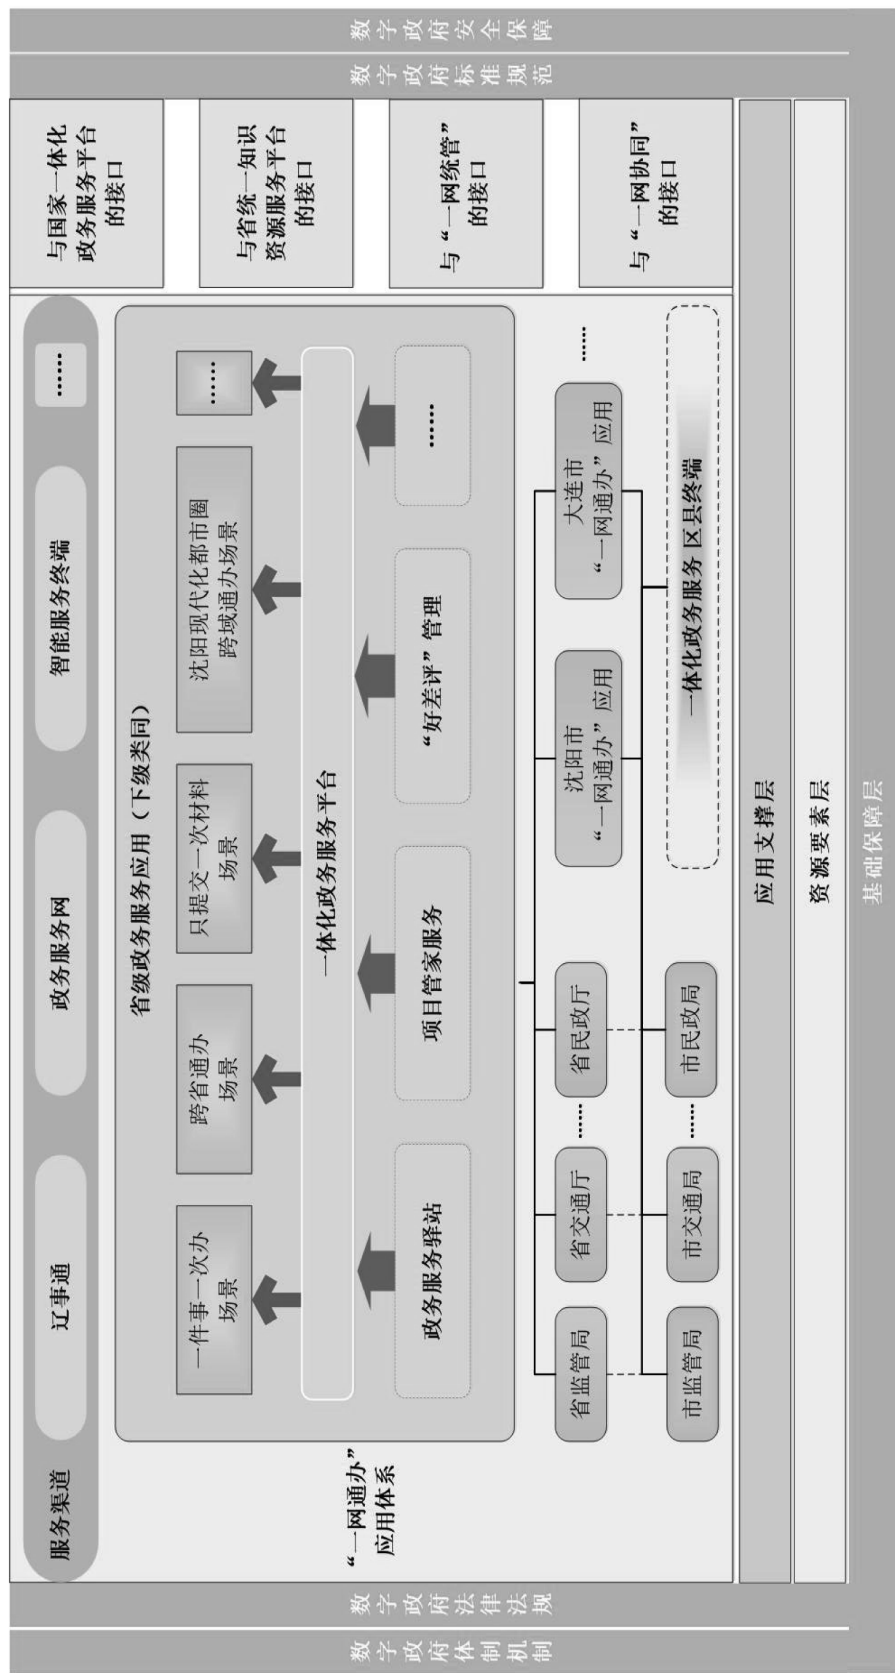 数字政府体制机制
数字政府法律法规
服务渠道
辽事通
政务服务网
智能服务终端
……
“一网通办”
应用体系
省级政务服务应用（下级类同）
一件事一次办
场景
跨省通办
场景
只提交一次材料
场景
沈阳现代化都市圈
跨域通办场景
……
一体化政务服务平台
政务服务驿站
项目管家服务
“好差评”管理
……
省监管局
省交通厅
……
省民政厅
沈阳市
“一网通办”应用
大连市
“一网通办”应用
……
市监管局
市交通局
……
市民政局
一体化政务服务 区县终端
与国家一体化
政务服务平台
的接口
与省统一知识
资源服务平台
的接口
与“一网统管”
的接口
与“一网协同”
的接口
数字政府标准规范
数字政府安全保障
应用支撑层
资源要素层
基础保障层